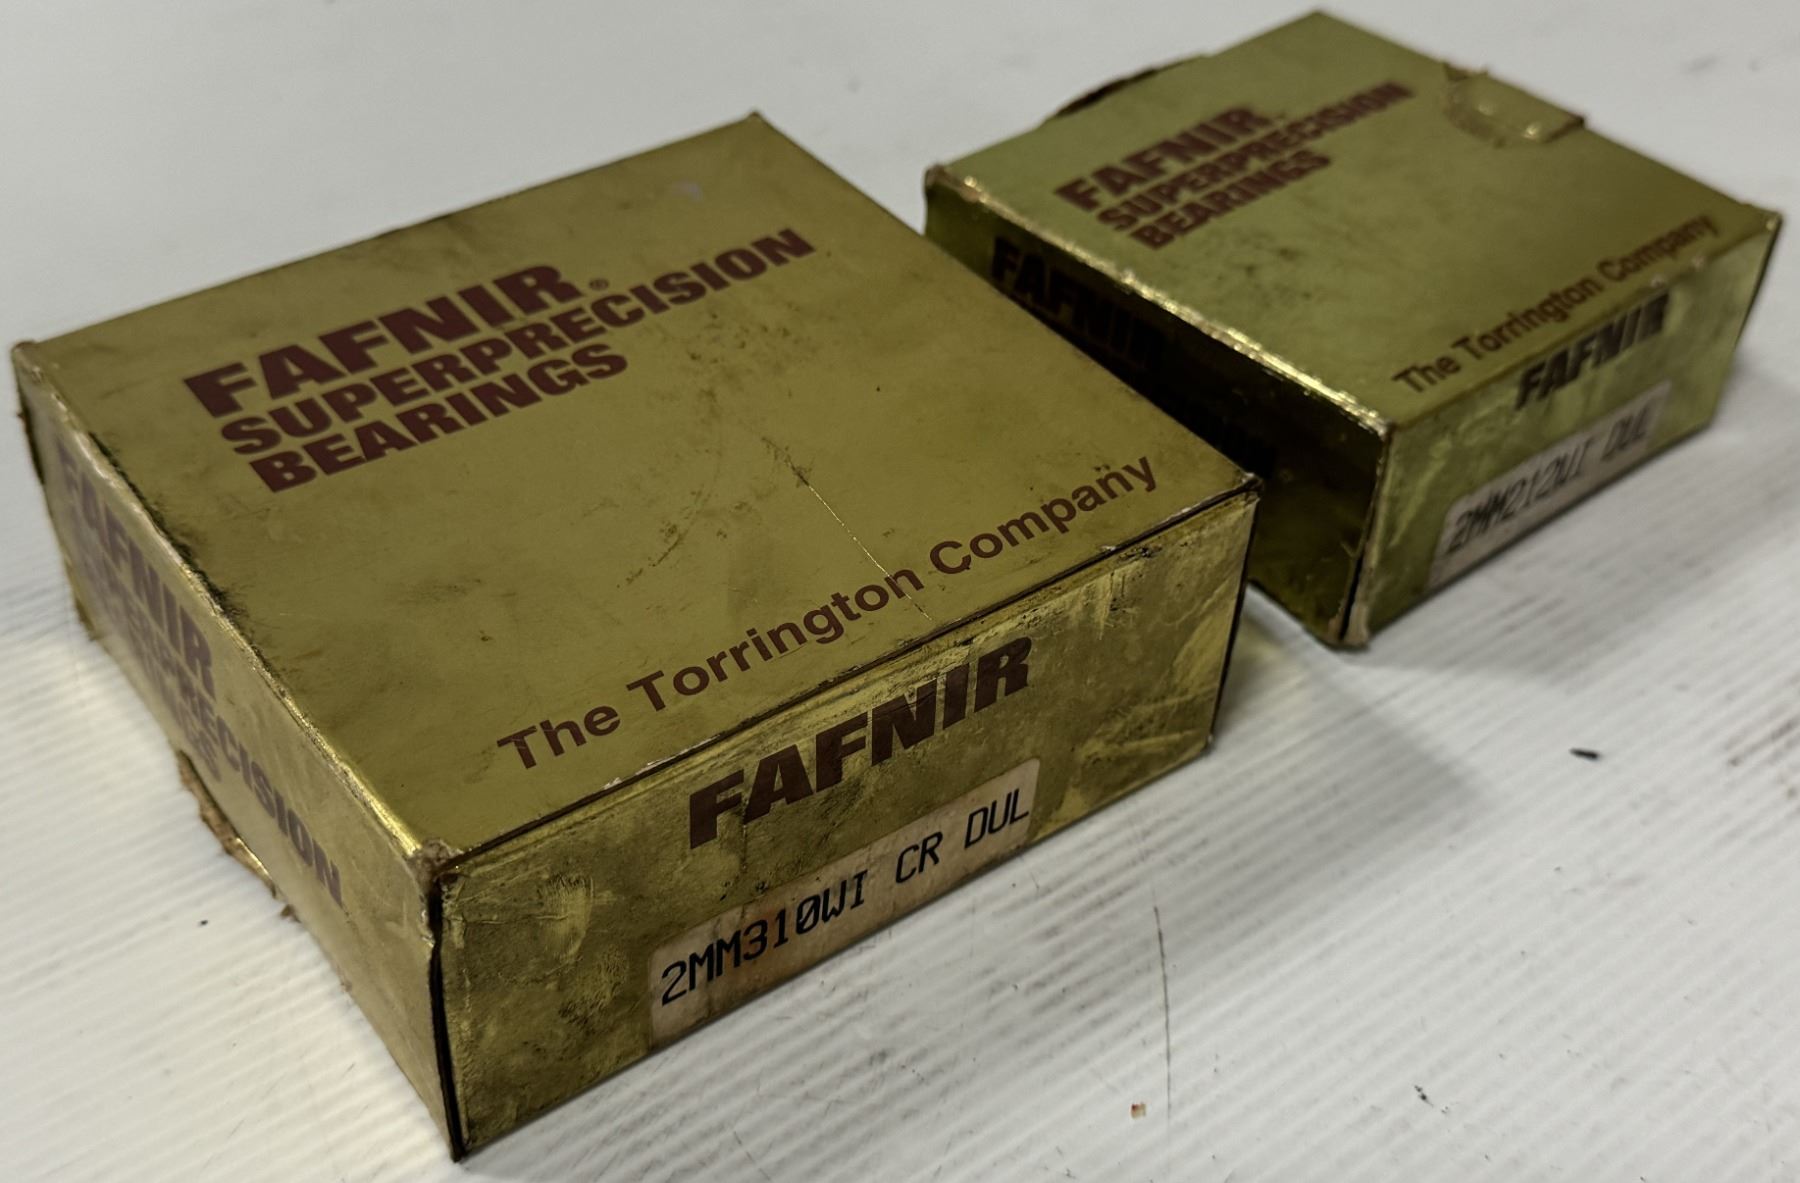 FAFNIR®
SUPERPRECISION
BEARINGS
The Torrington Company
FAFNIR
2MM310WI CR DUL
FAFNIR
SUPERPRECISION
FAFNIR
SUPERPRECISION
BEARINGS
The Torrington Company
FAFNIR
2MM212WI DUL
FAFNIR